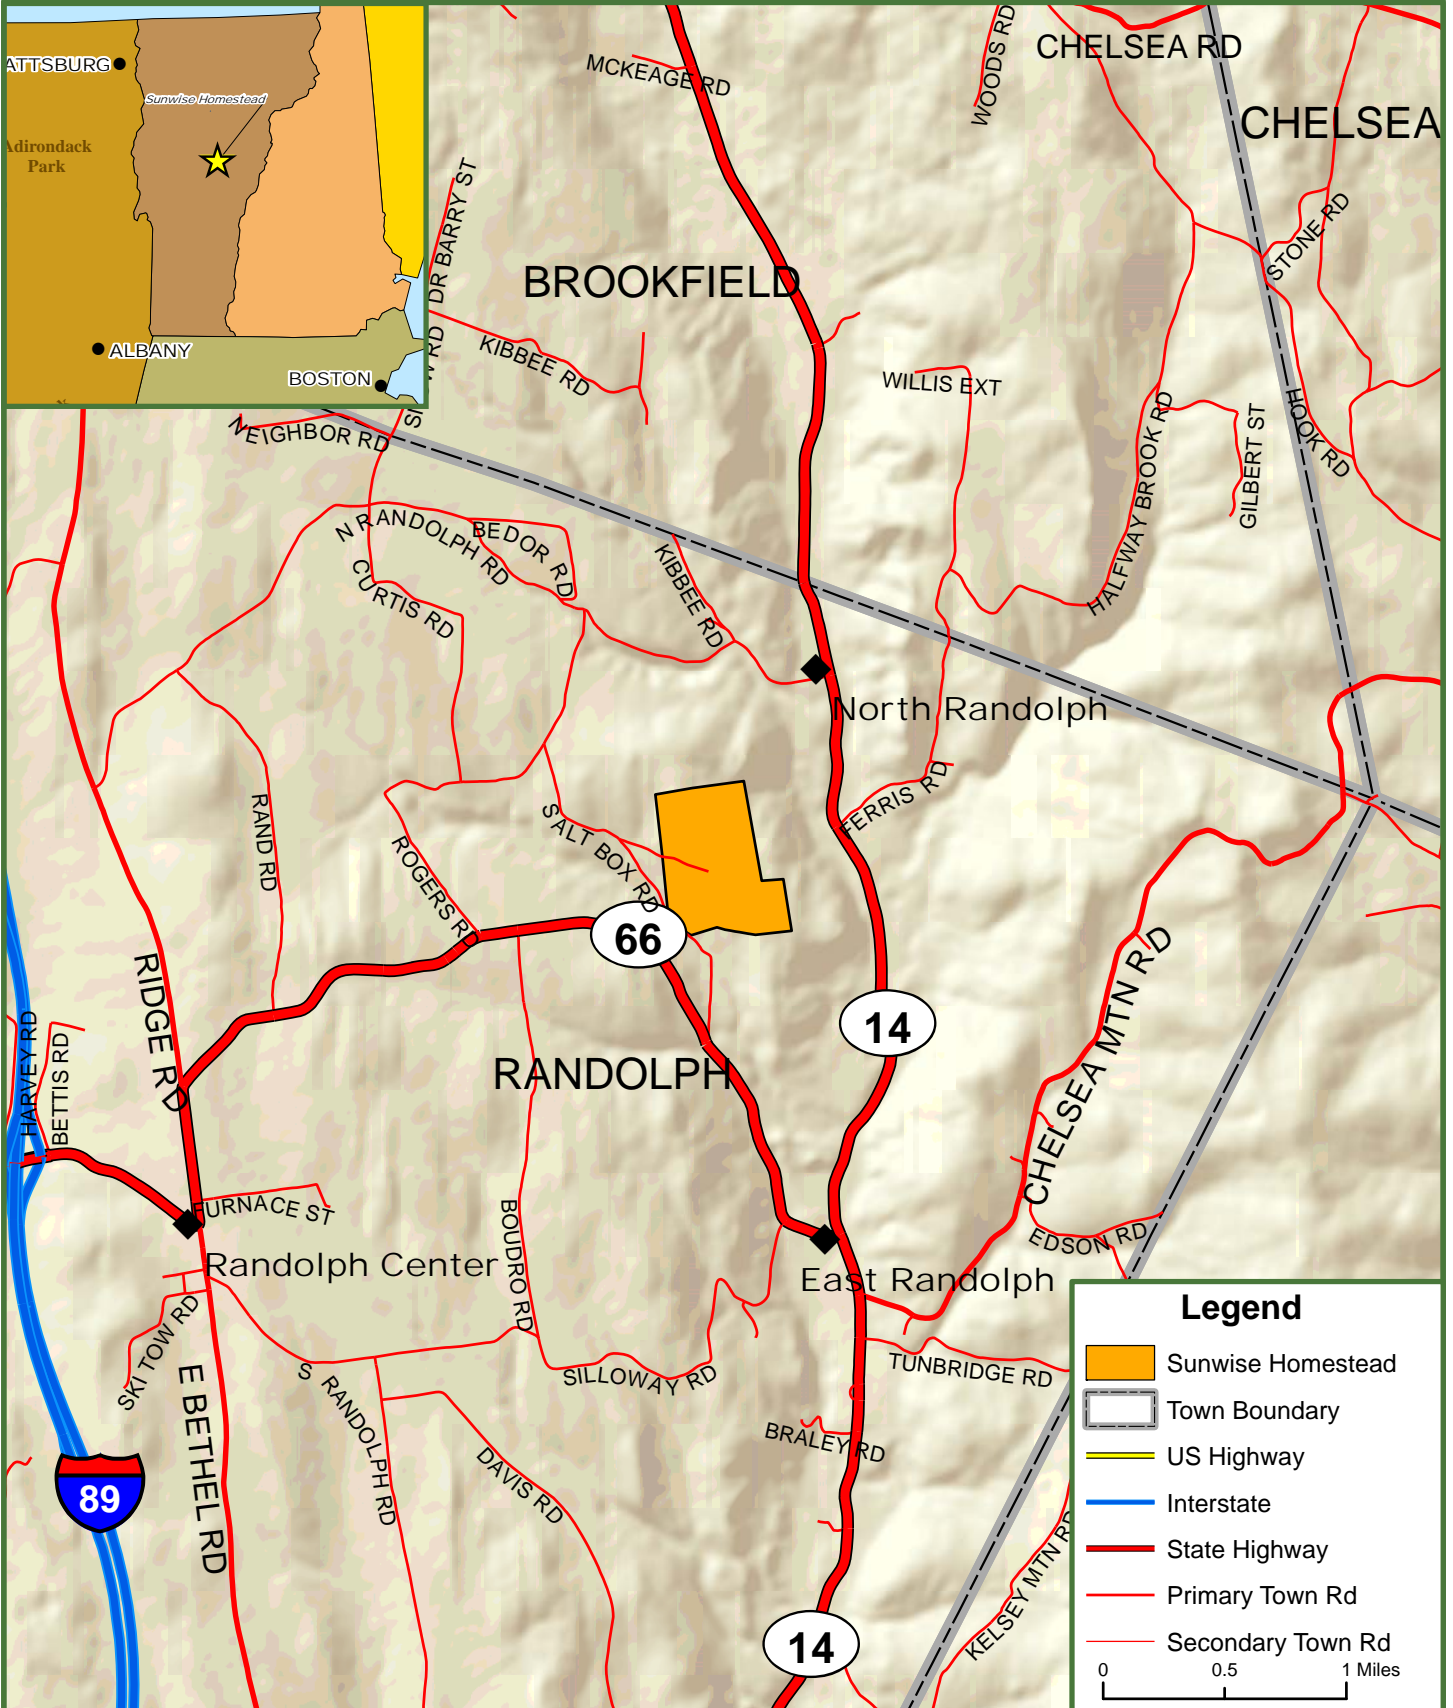 ATTSBURG
Sunwise Homestead
Adirondack
Park
ALBANY
BOSTON
MCKEAGE RD
WOODS RD
CHELSEA RD
CHELSEA
DR BARRY ST
BROOKFIELD
STONE RD
KIBBEE RD
WILLIS EXT
NEIGHBOR RD
HALFWAY BROOK RD
GILBERT ST
HOOK RD
N RANDOLPH RD
BEDOR RD
CURTIS RD
KIBBEE RD
North Randolph
FERRIS RD
RAND RD
ROGERS RD
SALT BOX RD
66
RIDGE RD
14
CHELSEA MTN RD
HARVEY RD
BETTIS RD
RANDOLPH
FURNACE ST
Randolph Center
BOUDRO RD
EDSON RD
East Randolph
SKI TOW RD
E BETHEL RD
S RANDOLPH RD
SILLOWAY RD
TUNBRIDGE RD
BRALEY RD
DAVIS RD
89
14
KELSEY MTN RD
Legend
Sunwise Homestead
Town Boundary
US Highway
Interstate
State Highway
Primary Town Rd
Secondary Town Rd
0 0.5 1 Miles